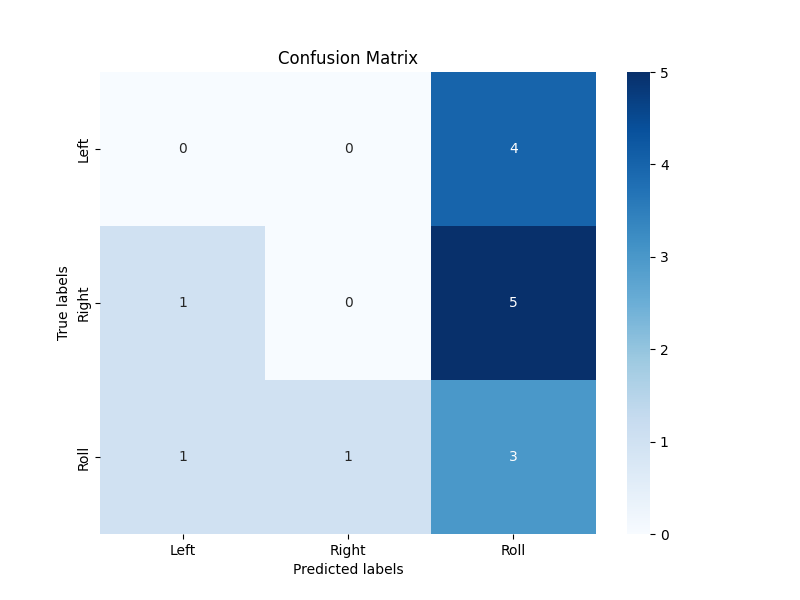 Confusion Matrix
True labels
Left
0 0 4
Right
1 0 5
Roll
1 1 3
Left Right Roll
Predicted labels
5
4
3
2
1
0